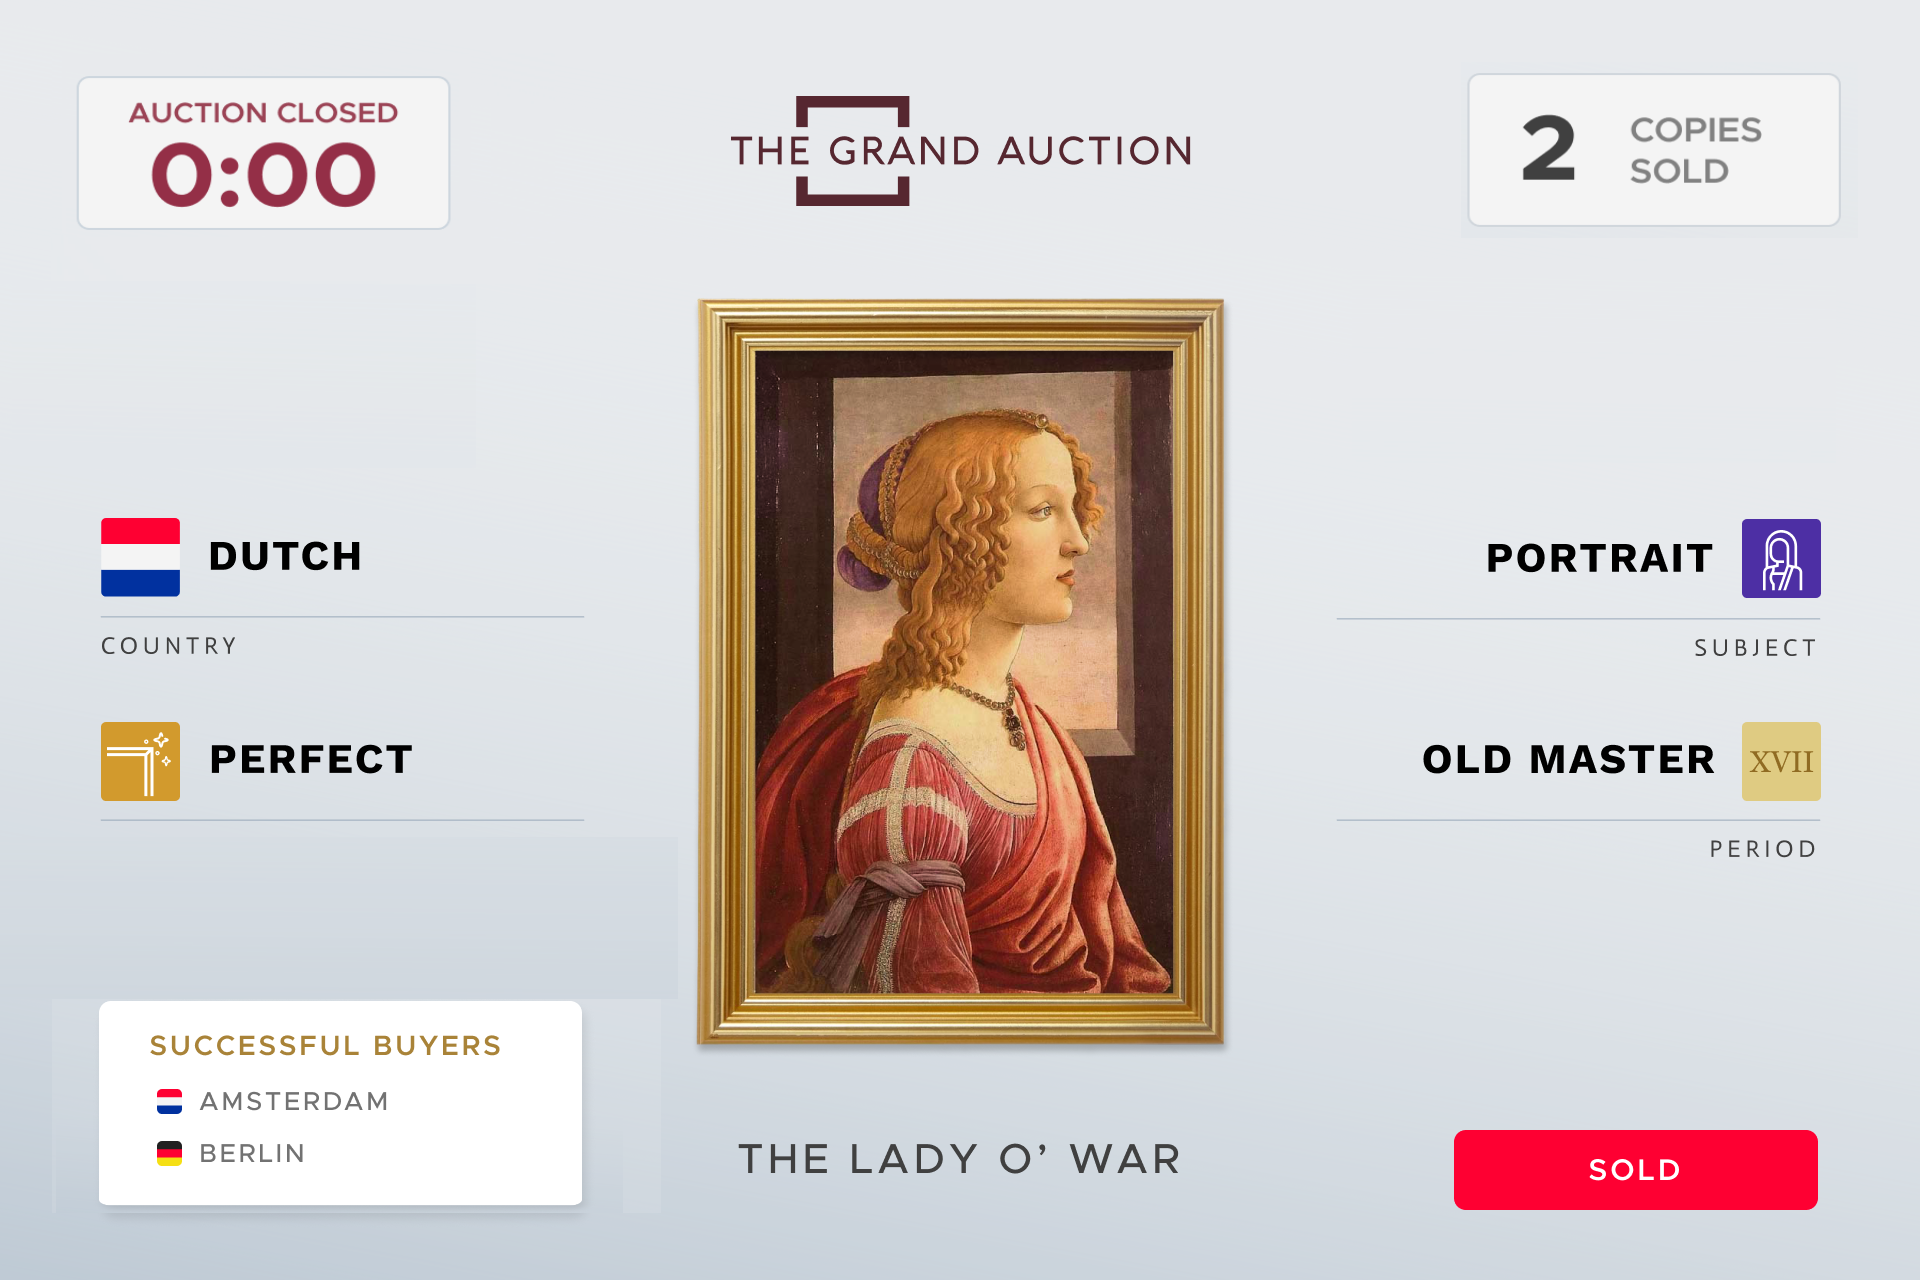 AUCTION CLOSED
0:00
THE GRAND AUCTION
2
COPIES
SOLD
DUTCH
COUNTRY
PERFECT
PORTRAIT
SUBJECT
OLD MASTER
XVII
PERIOD
SUCCESSFUL BUYERS
AMSTERDAM
BERLIN
THE LADY O’ WAR
SOLD